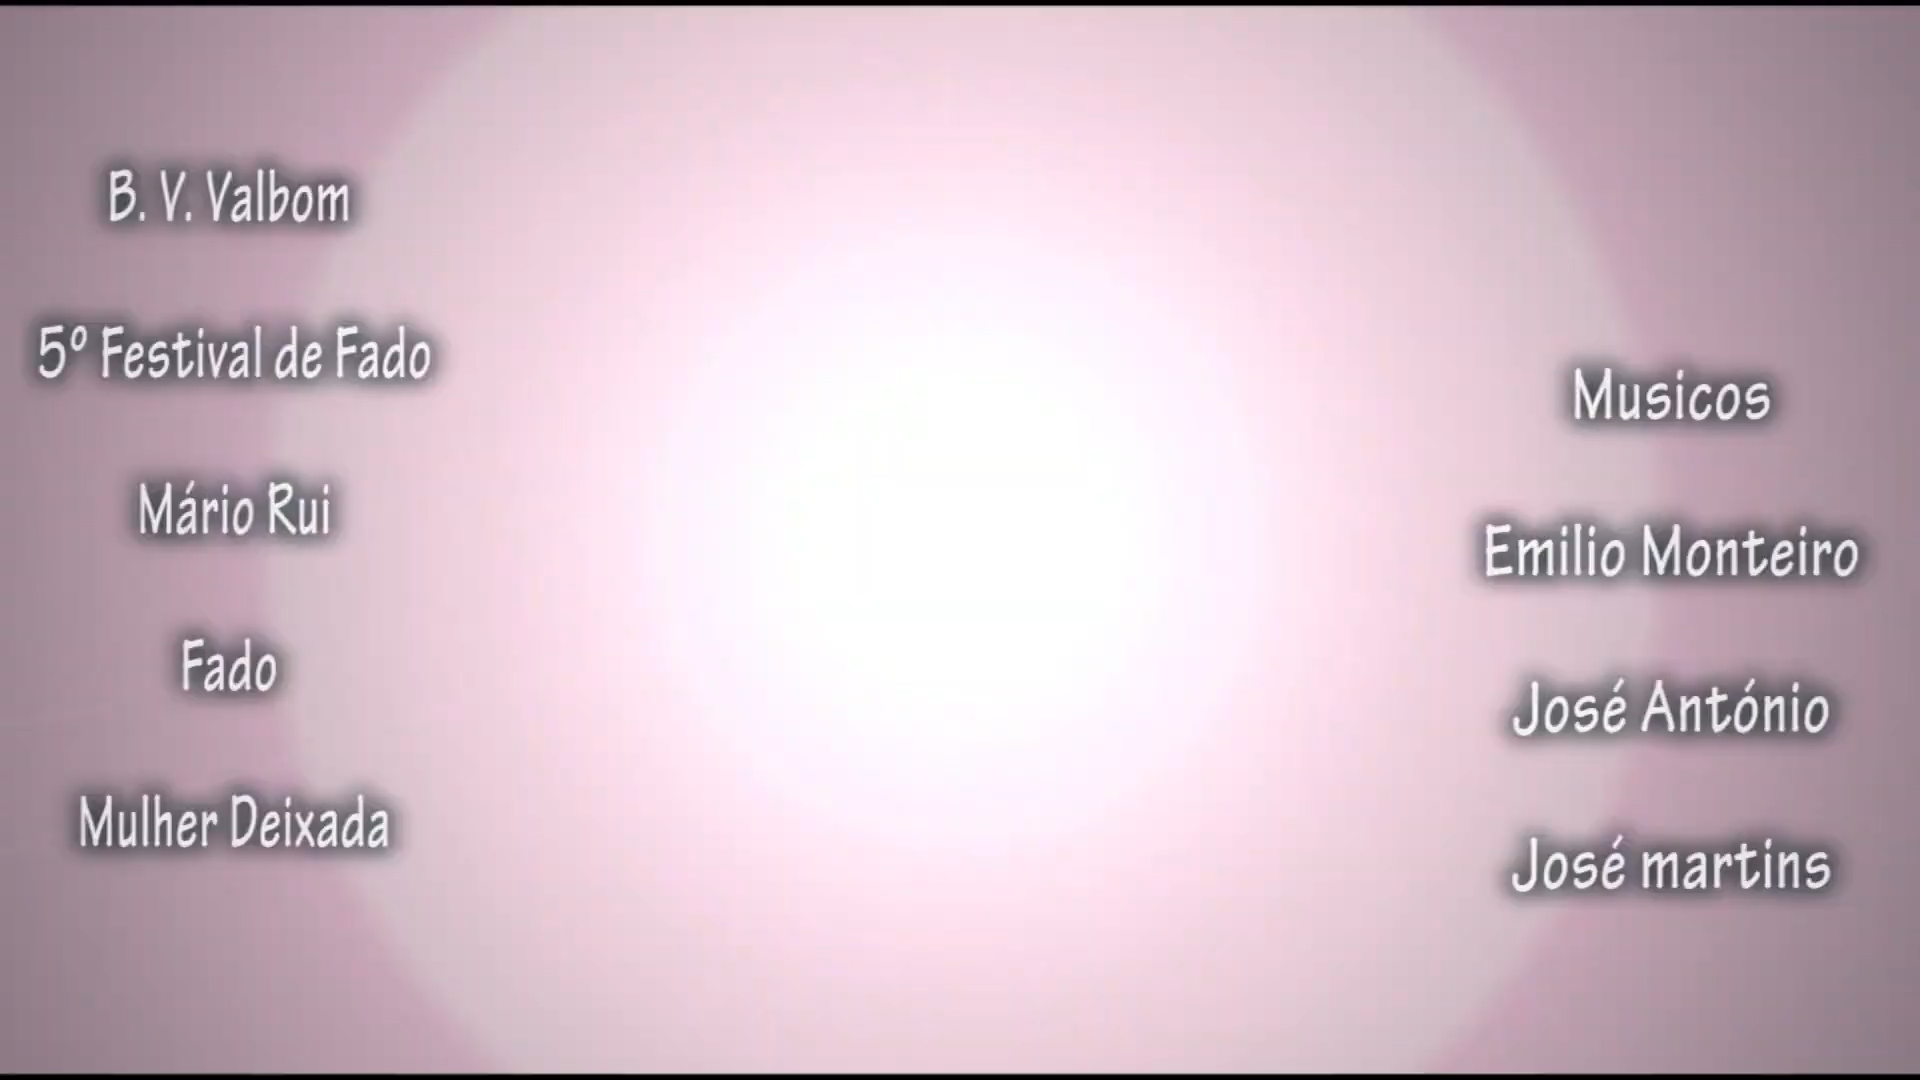 B. V. Valbom
5º Festival de Fado
Mário Rui
Fado
Mulher Deixada
Musicos
Emilio Monteiro
José António
José martins